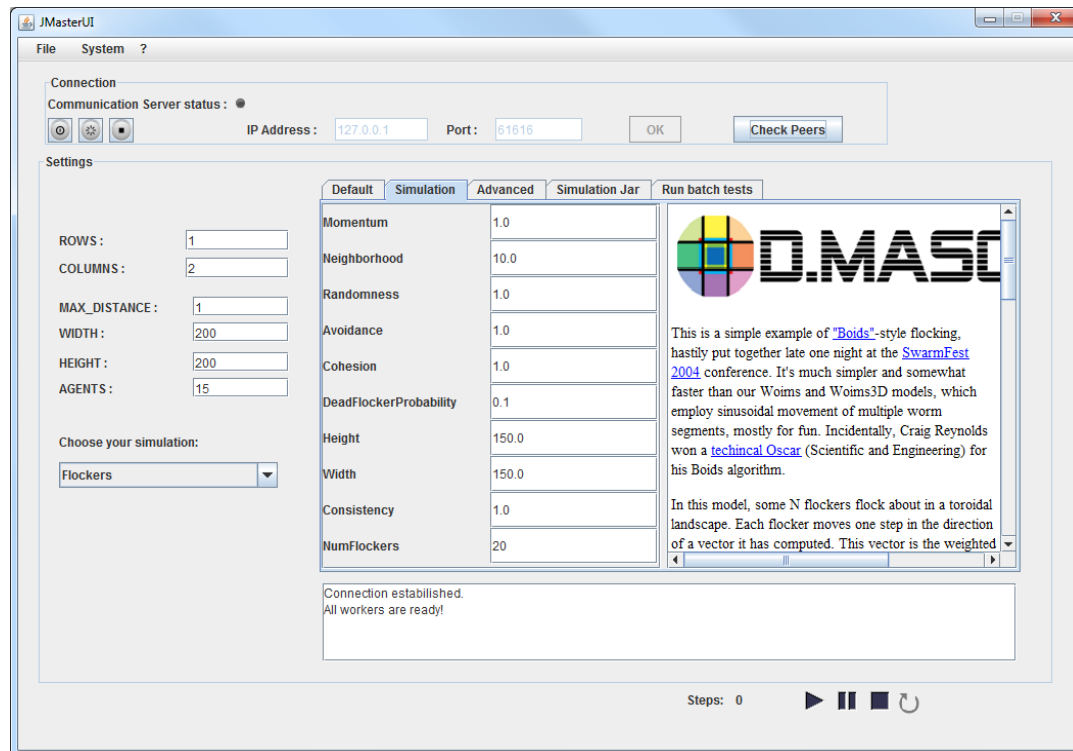 JMasterUI
File System ?
Connection
Communication Server status :
IP Address : 127.0.0.1 Port : 61616 OK Check Peers
Settings
ROWS : 1
COLUMNS : 2
MAX_DISTANCE : 1
WIDTH : 200
HEIGHT : 200
AGENTS : 15
Choose your simulation:
Flockers
Default Simulation Advanced Simulation Jar Run batch tests
Momentum 1.0
Neighborhood 10.0
Randomness 1.0
Avoidance 1.0
Cohesion 1.0
DeadFlockerProbability 0.1
Height 150.0
Width 150.0
Consistency 1.0
NumFlockers 20
D.MASO
This is a simple example of "Boids"-style flocking,
hastily put together late one night at the SwarmFest
2004 conference. It's much simpler and somewhat
faster than our Woims and Woims3D models, which
employ sinusoidal movement of multiple worm
segments, mostly for fun. Incidentally, Craig Reynolds
won a techincal Oscar (Scientific and Engineering) for
his Boids algorithm.
In this model, some N flockers flock about in a toroidal
landscape. Each flocker moves one step in the direction
of a vector it has computed. This vector is the weighted
Connection estabilished.
All workers are ready!
Steps: 0